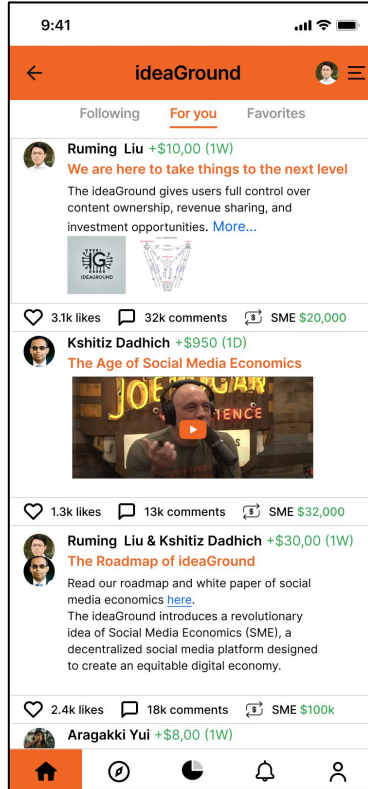 9:41
ideaGround
Following For you Favorites
Ruming Liu +$10,00 (1W)
We are here to take things to the next level
The ideaGround gives users full control over
content ownership, revenue sharing, and
investment opportunities. More...
IG
IDEAGROUND
3.1k likes 32k comments $ SME $20,000
Kshitiz Dadhich +$950 (1D)
The Age of Social Media Economics
1.3k likes 13k comments $ SME $32,000
Ruming Liu & Kshitiz Dadhich +$30,00 (1W)
The Roadmap of ideaGround
Read our roadmap and white paper of social
media economics here.
The ideaGround introduces a revolutionary
idea of Social Media Economics (SME), a
decentralized social media platform designed
to create an equitable digital economy.
2.4k likes 18k comments $ SME $100k
Aragakki Yui +$8,00 (1W)